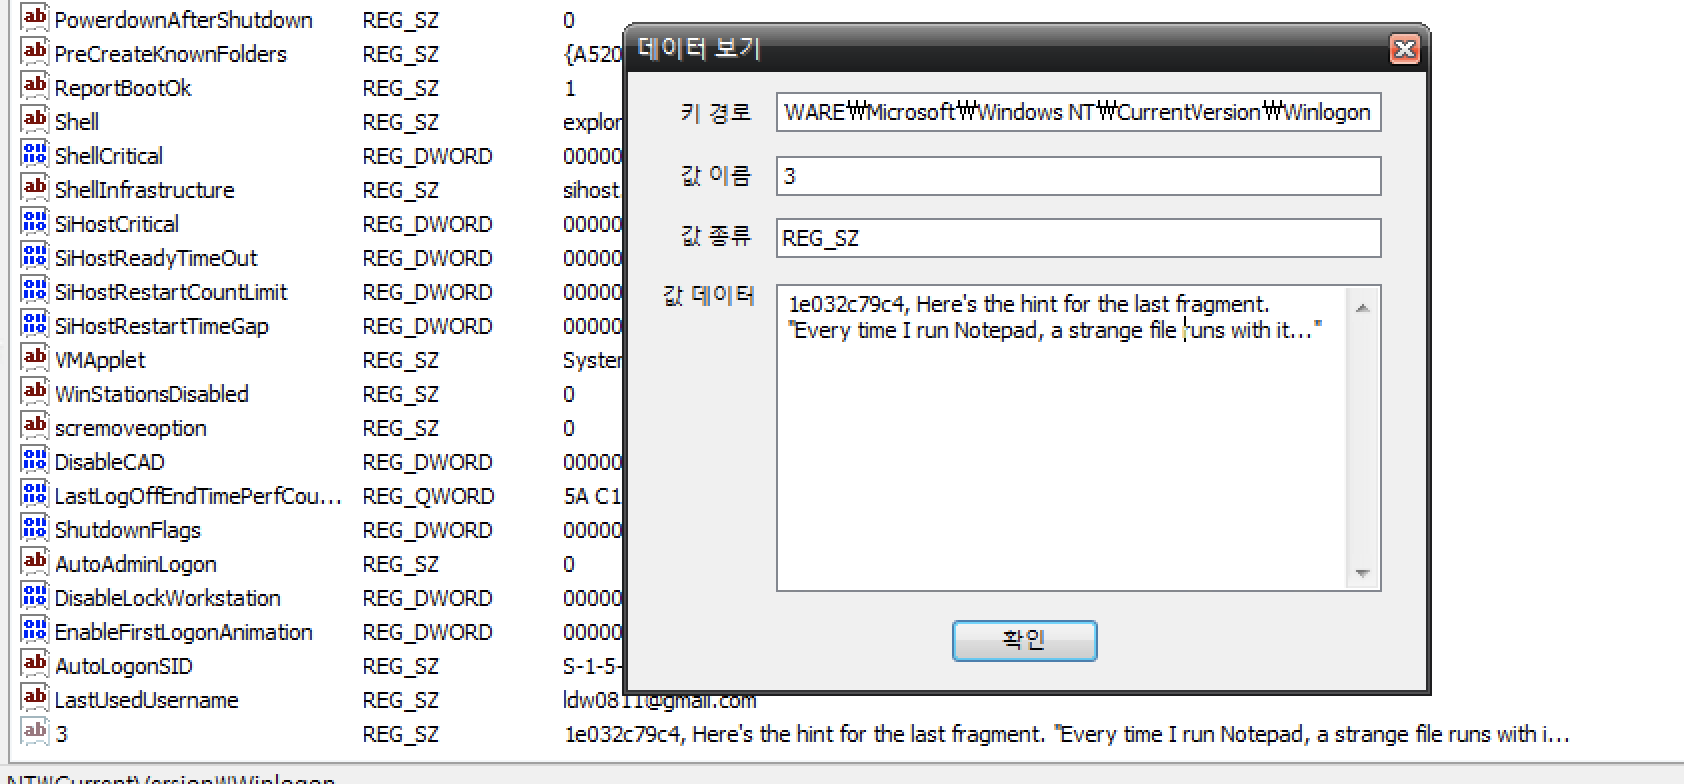 PowerdownAfterShutdown REG_SZ 0
PreCreateKnownFolders REG_SZ {A520
ReportBootOk REG_SZ 1
Shell REG_SZ explor
ShellCritical REG_DWORD 00000
ShellInfrastructure REG_SZ sihost
SiHostCritical REG_DWORD 00000
SiHostReadyTimeOut REG_DWORD 00000
SiHostRestartCountLimit REG_DWORD 00000
SiHostRestartTimeGap REG_DWORD 00000
VMApplet REG_SZ System
WinStationsDisabled REG_SZ 0
scremoveoption REG_SZ 0
DisableCAD REG_DWORD 00000
LastLogOffEndTimePerfCou... REG_QWORD 5A C1
ShutdownFlags REG_DWORD 00000
AutoAdminLogon REG_SZ 0
DisableLockWorkstation REG_DWORD 00000
EnableFirstLogonAnimation REG_DWORD 00000
AutoLogonSID REG_SZ S-1-5-
LastUsedUsername REG_SZ ldw0811@gmail.com
3 REG_SZ 1e032c79c4, Here's the hint for the last fragment. "Every time I run Notepad, a strange file runs with i...
NT₩CurrentVersion₩Winlogon
데이터 보기
키 경로 WARE₩Microsoft₩Windows NT₩CurrentVersion₩Winlogon
값 이름 3
값 종류 REG_SZ
값 데이터 1e032c79c4, Here's the hint for the last fragment.
"Every time I run Notepad, a strange file runs with it..."
확인